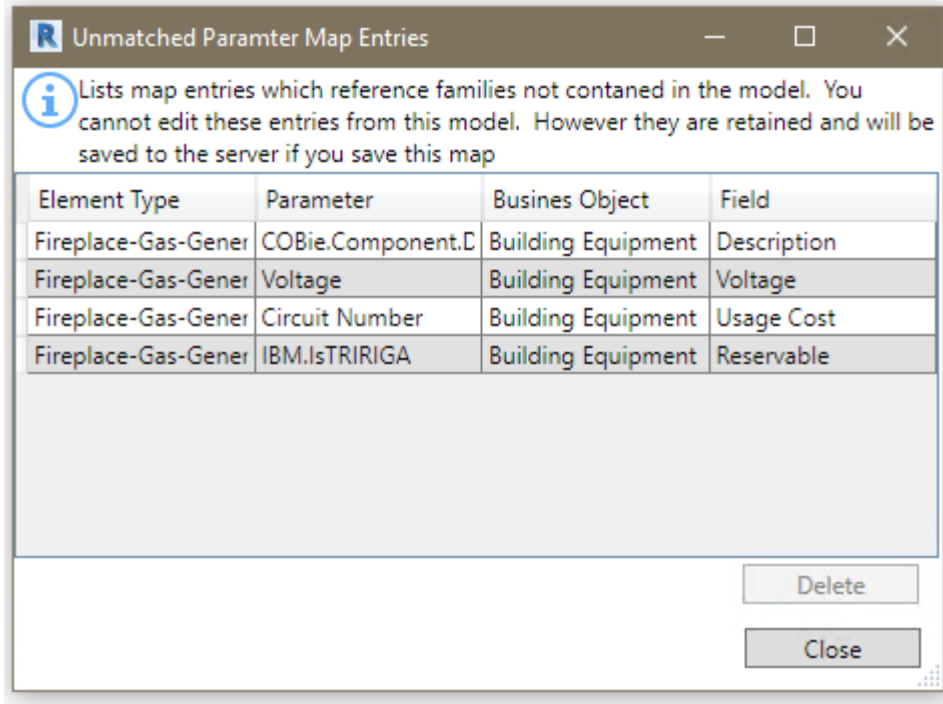 R Unmatched Paramter Map Entries
Lists map entries which reference families not contaned in the model. You
cannot edit these entries from this model. However they are retained and will be
saved to the server if you save this map
Element Type Parameter Busines Object Field
Fireplace-Gas-Gener COBie.Component.D Building Equipment Description
Fireplace-Gas-Gener Voltage Building Equipment Voltage
Fireplace-Gas-Gener Circuit Number Building Equipment Usage Cost
Fireplace-Gas-Gener IBM.IsTRIRIGA Building Equipment Reservable
Delete
Close